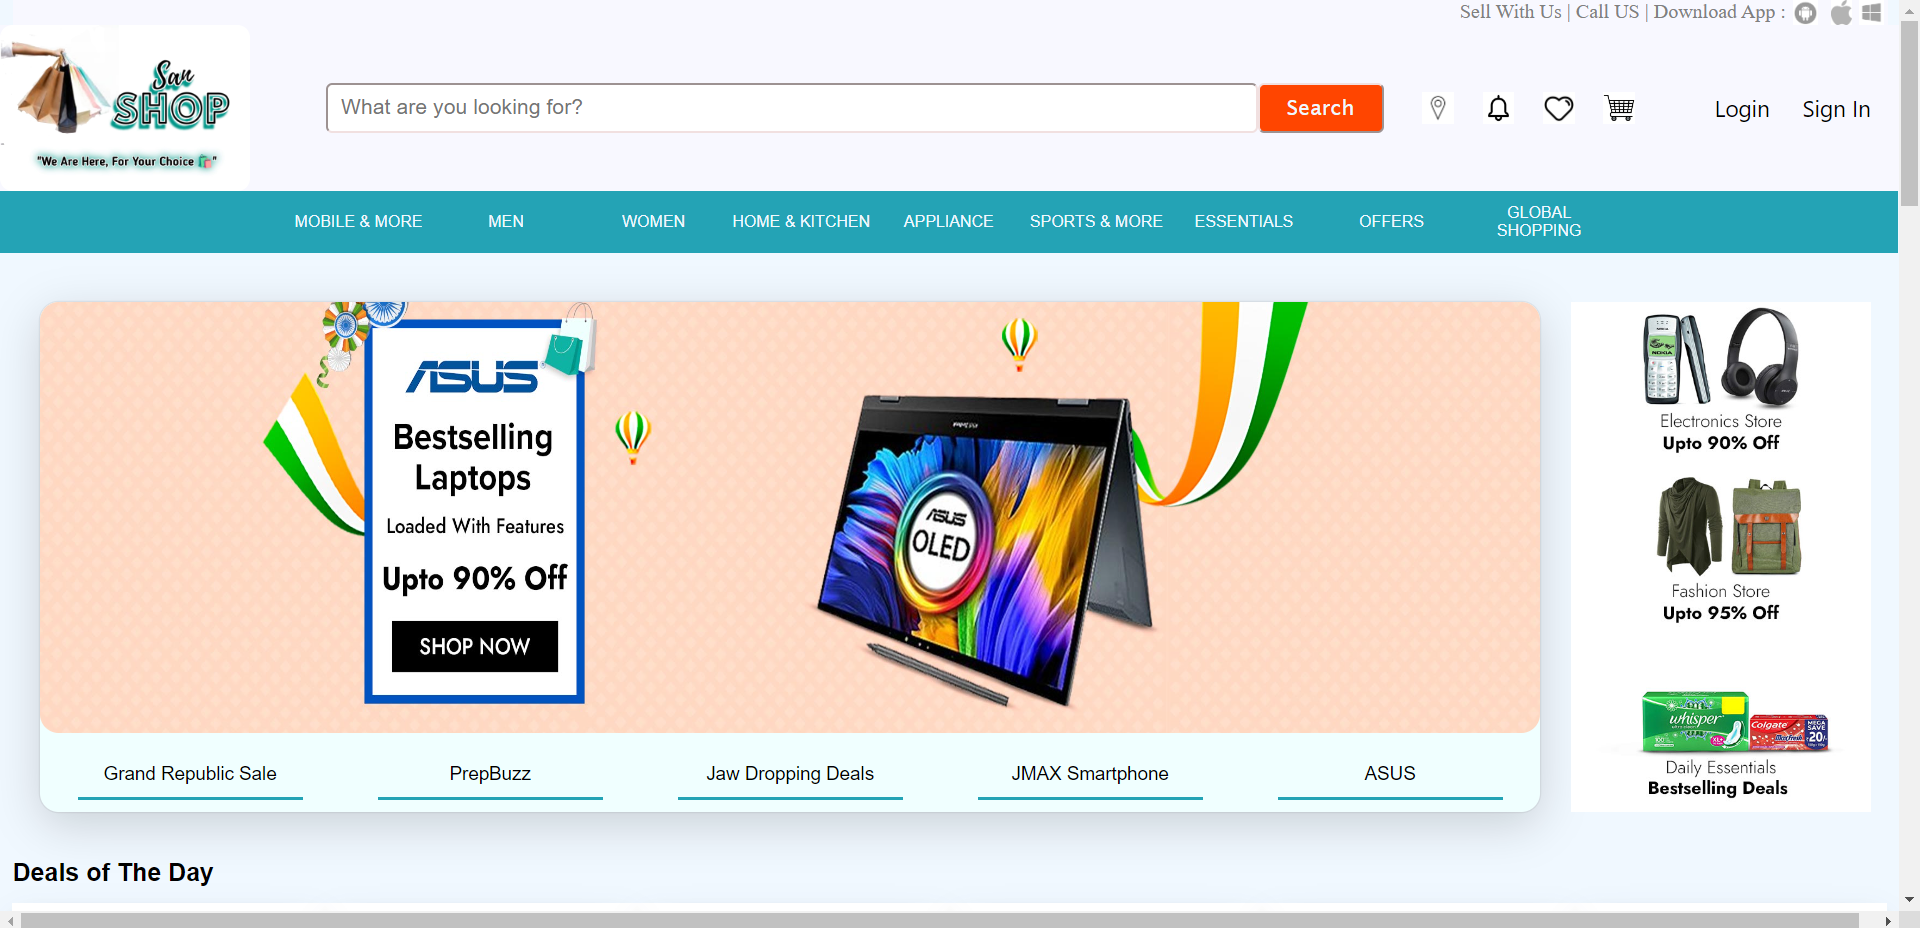 Sell With Us | Call US | Download App :
San
SHOP
"We Are Here, For Your Choice 🛍️"
What are you looking for?
Search
Login
Sign In
MOBILE & MORE
MEN
WOMEN
HOME & KITCHEN
APPLIANCE
SPORTS & MORE
ESSENTIALS
OFFERS
GLOBAL
SHOPPING
ASUS
Bestselling
Laptops
Loaded With Features
Upto 90% Off
SHOP NOW
ASUS
OLED
NOKIA
Electronics Store
Upto 90% Off
Fashion Store
Upto 95% Off
whisper
Colgate
MEGA
SAVE
20/-
Daily Essentials
Bestselling Deals
Grand Republic Sale
PrepBuzz
Jaw Dropping Deals
JMAX Smartphone
ASUS
Deals of The Day